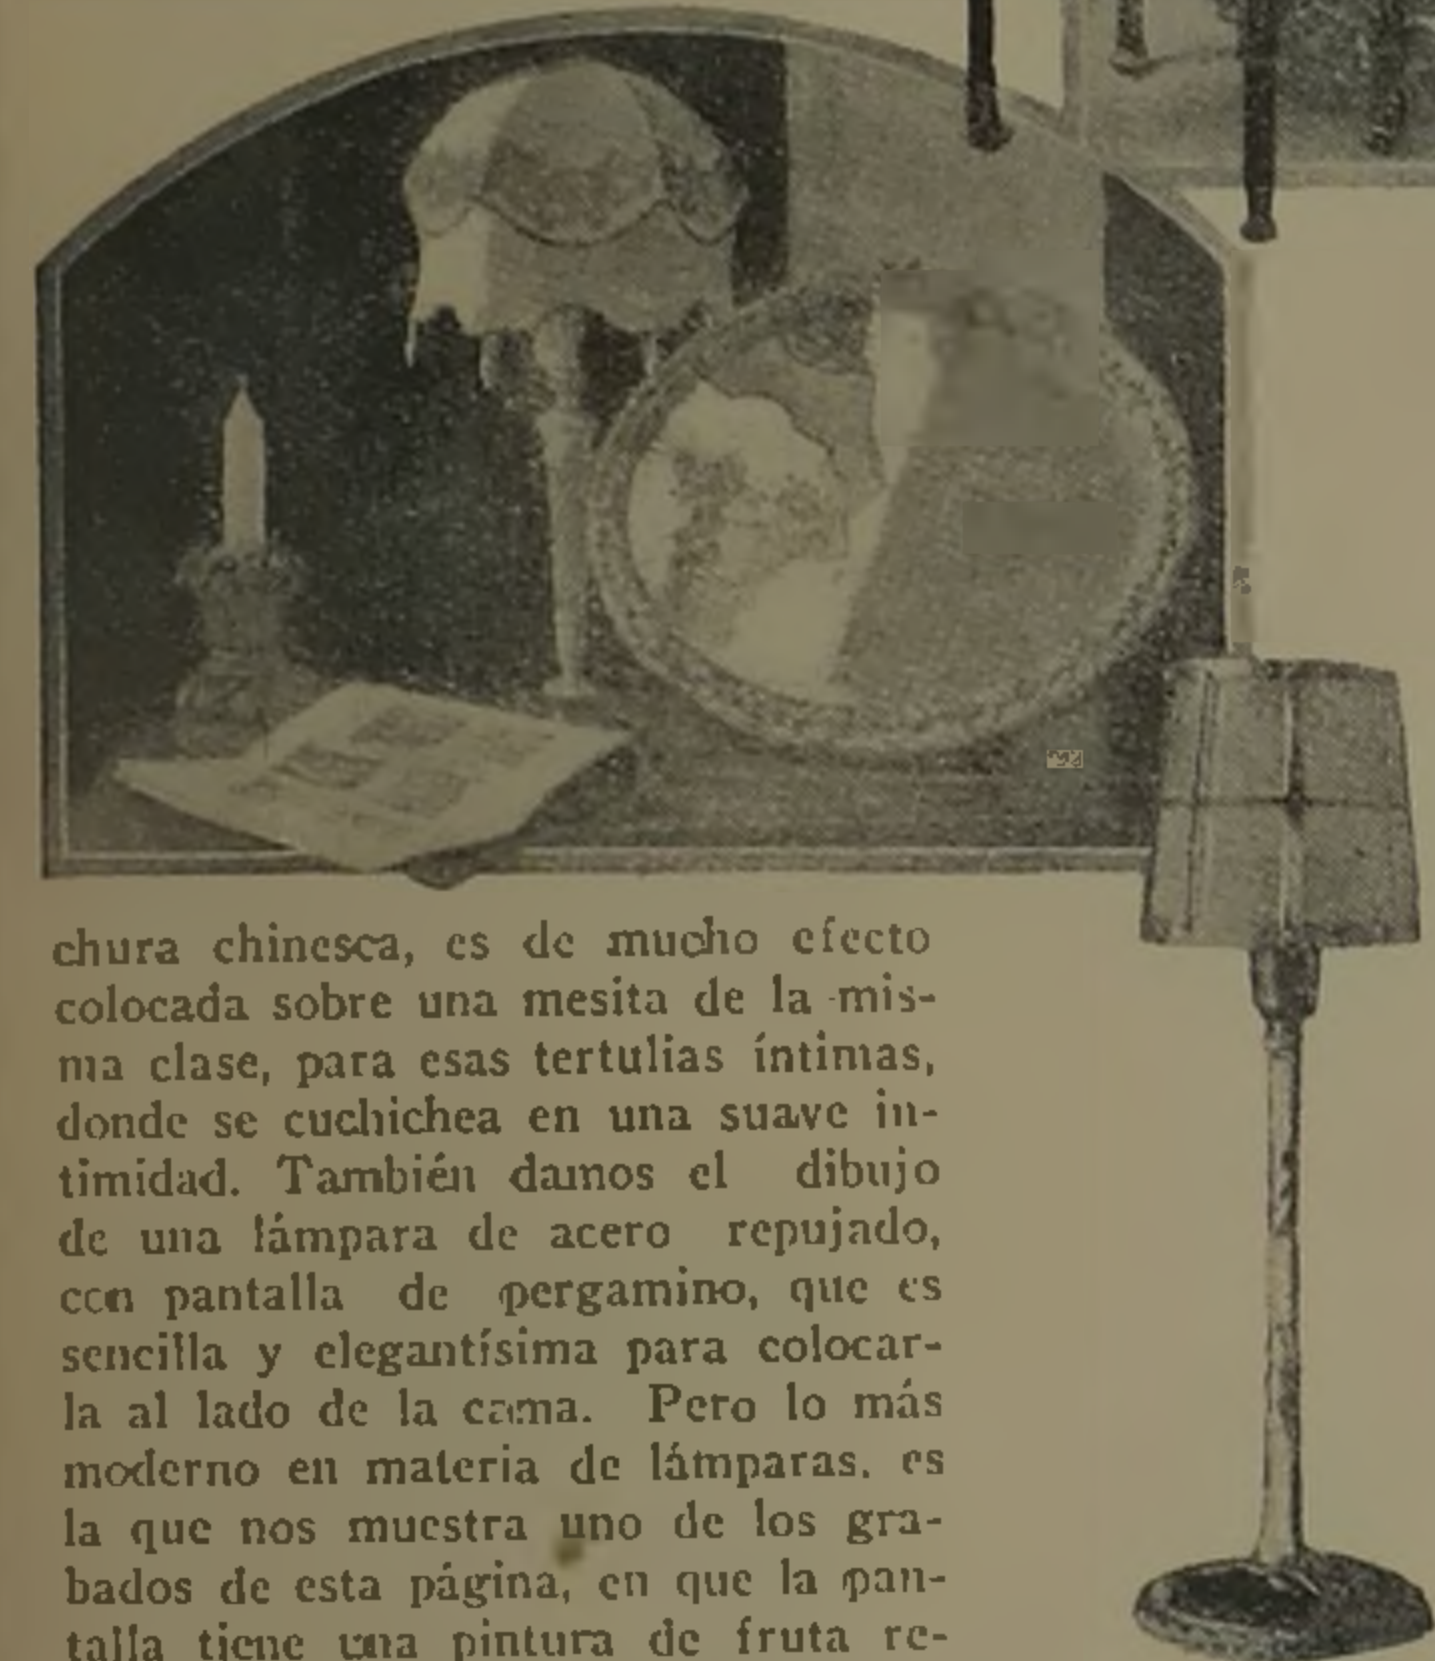 chura chinesca, es de mucho efecto
colocada sobre una mesita de la mis-
ma clase, para esas tertulias íntimas,
donde se cuchichea en una suave in-
timidad. También damos el dibujo
de una lámpara de acero repujado,
con pantalla de pergamino, que es
sencilla y elegantísima para colocar-
la al lado de la cama. Pero lo más
moderno en materia de lámparas, es
la que nos muestra uno de los gra-
bados de esta página, en que la pan-
talla tiene una pintura de fruta re-